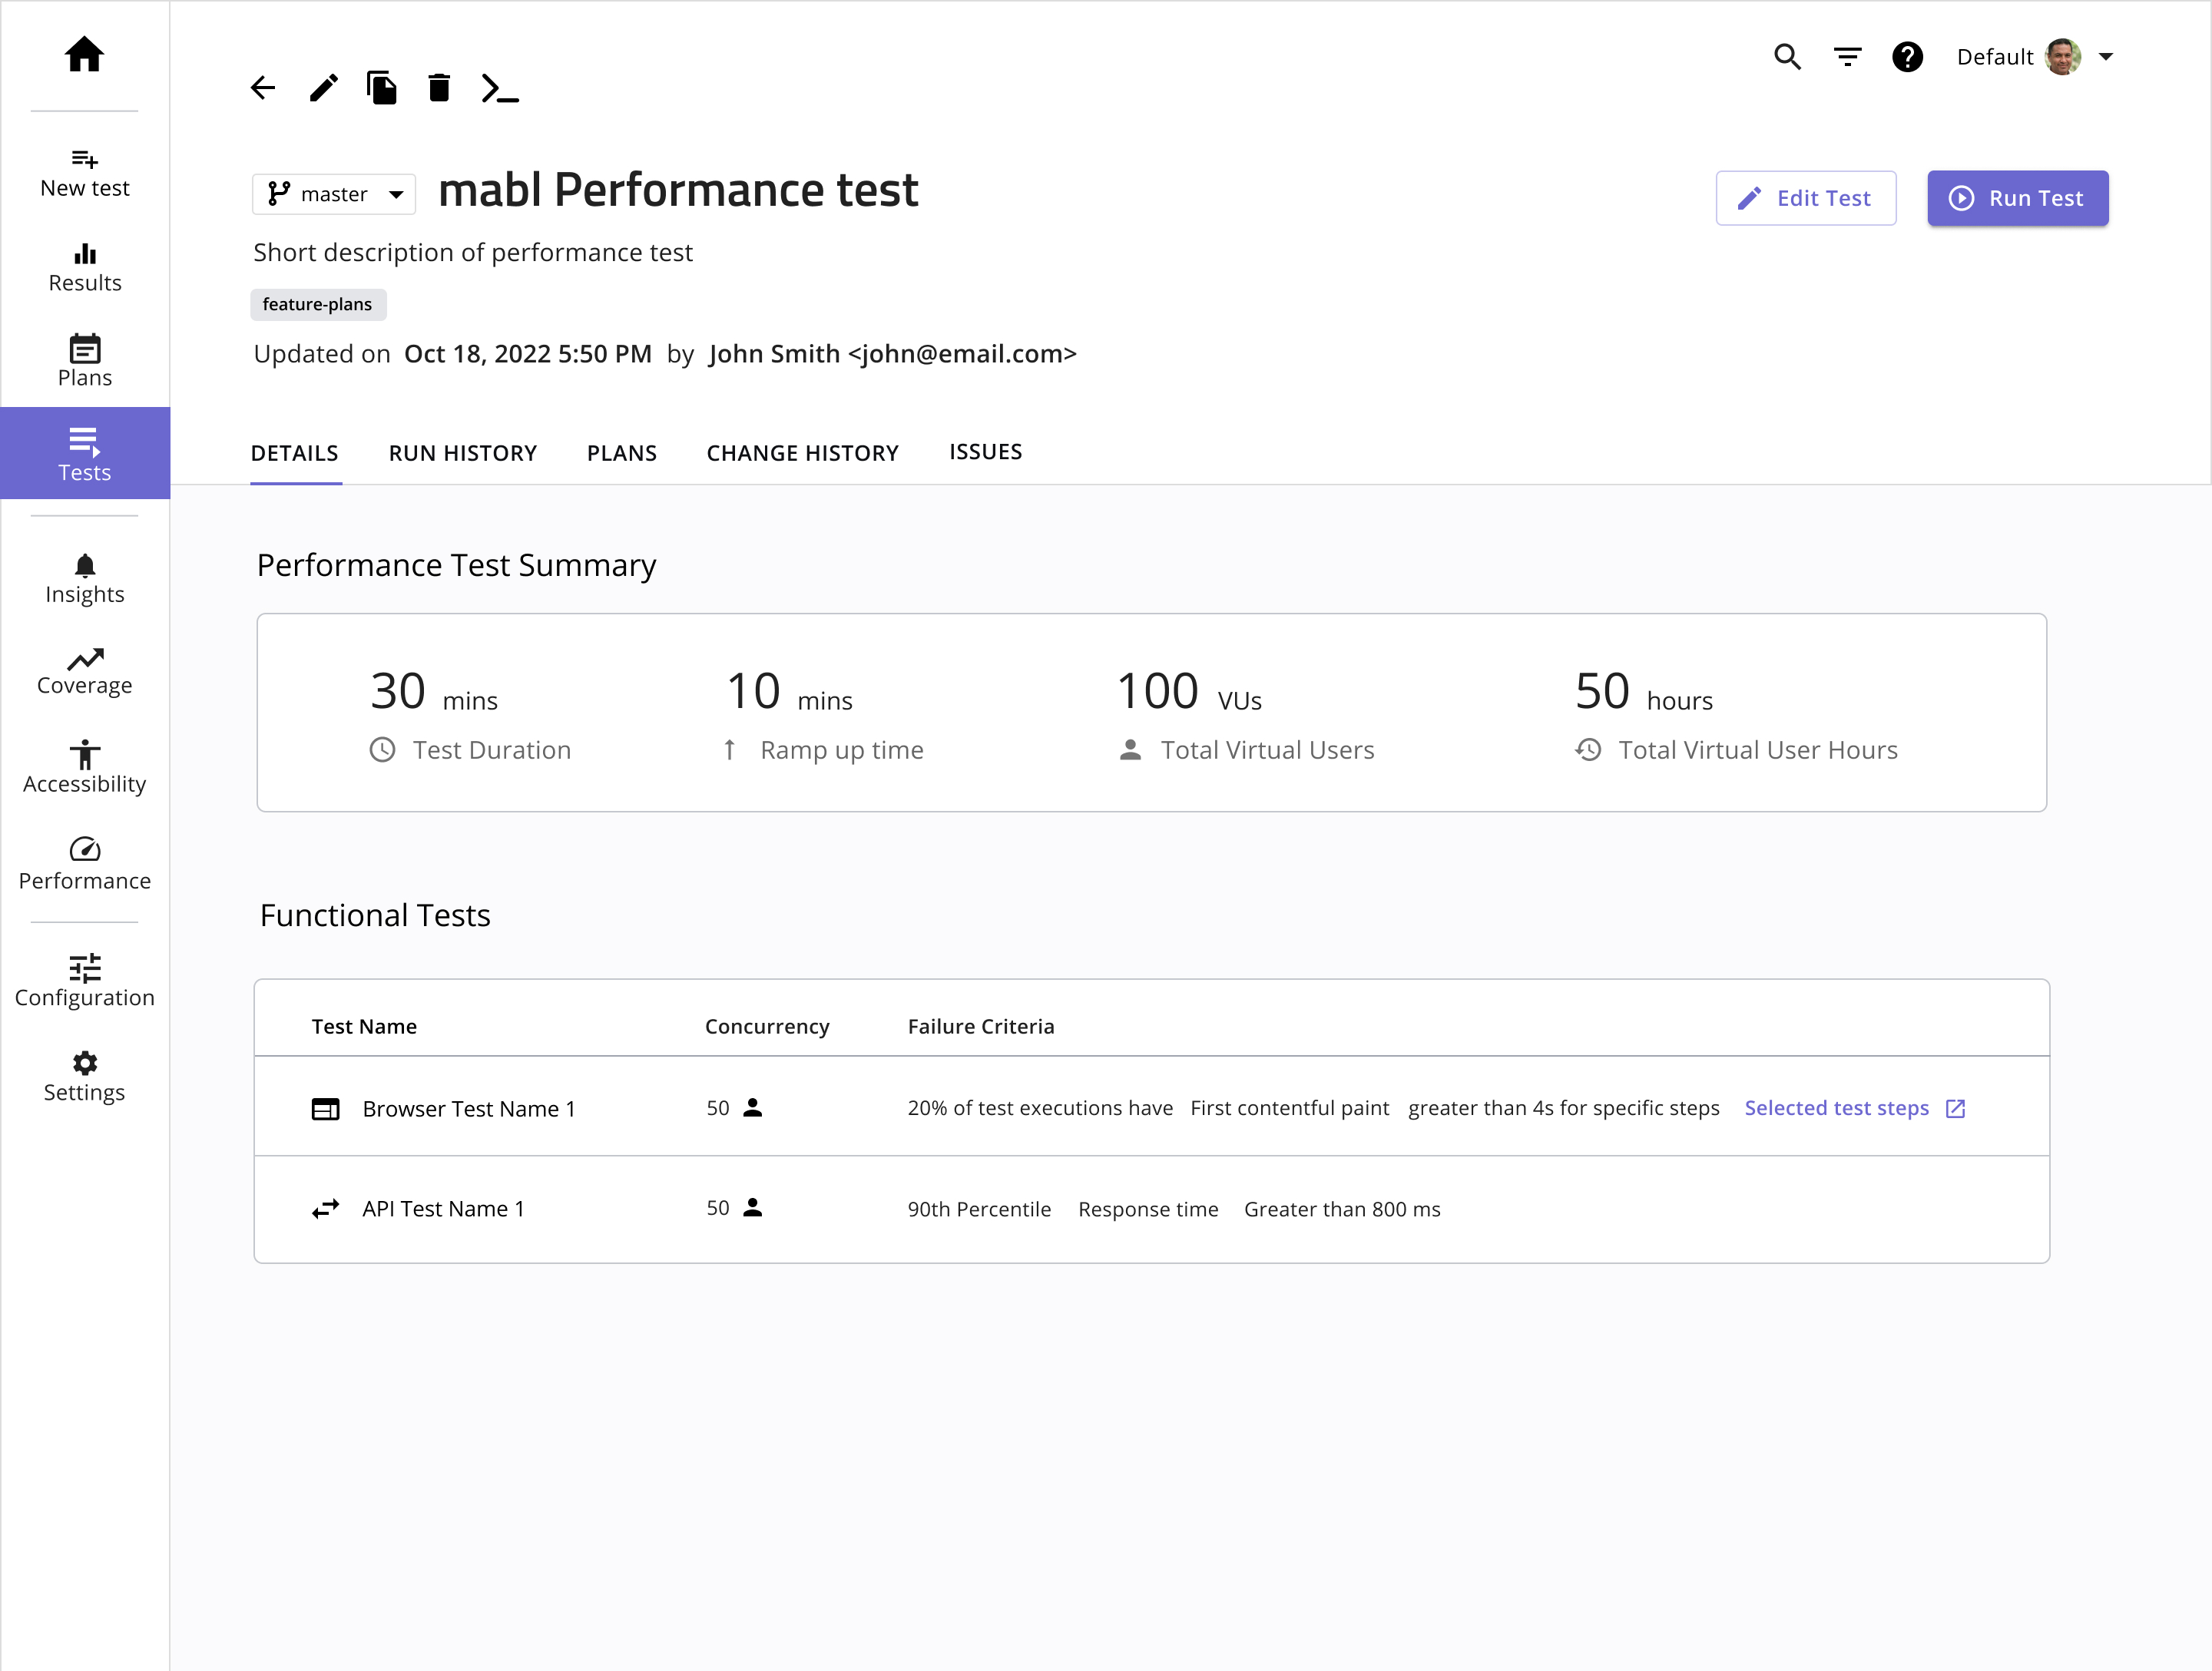 Default
New test
Results
Plans
Tests
Insights
Coverage
Accessibility
Performance
Configuration
Settings
master
mabl Performance test
Edit Test
Run Test
Short description of performance test
feature-plans
Updated on Oct 18, 2022 5:50 PM by John Smith <john@email.com>
DETAILS RUN HISTORY PLANS CHANGE HISTORY ISSUES
Performance Test Summary
30 mins 10 mins 100 VUs 50 hours
Test Duration Ramp up time Total Virtual Users Total Virtual User Hours
Functional Tests
Test Name Concurrency Failure Criteria
Browser Test Name 1 50 20% of test executions have First contentful paint greater than 4s for specific steps Selected test steps
API Test Name 1 50 90th Percentile Response time Greater than 800 ms